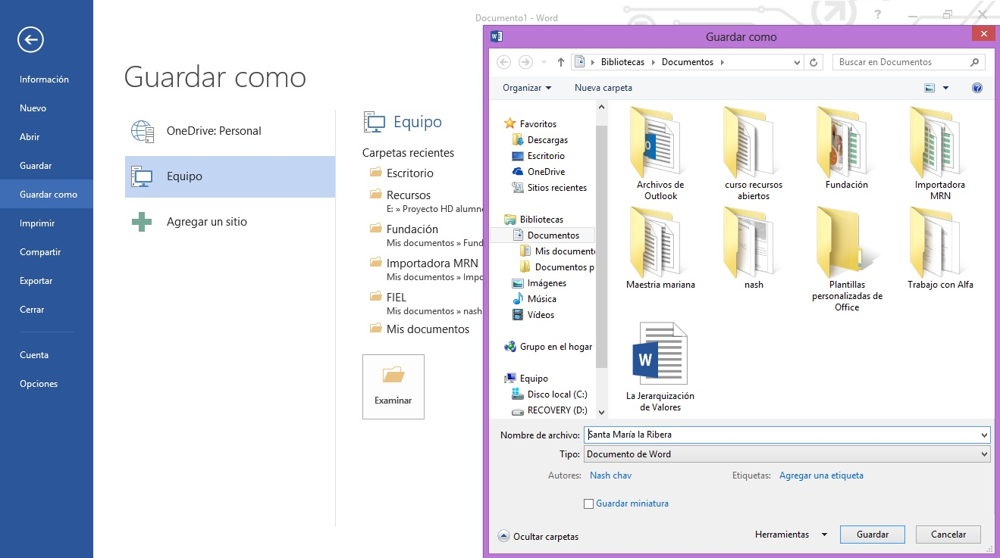 Documento1 - Word
?
Información
Nuevo
Abrir
Guardar
Guardar como
Imprimir
Compartir
Exportar
Cerrar
Cuenta
Opciones
Guardar como
OneDrive: Personal
Equipo
Agregar un sitio
Equipo
Carpetas recientes
Escritorio
Recursos
E: » Proyecto HD alumn
Fundación
Mis documentos » Fund
Importadora MRN
Mis documentos » Impo
FIEL
Mis documentos » nash
Mis documentos
Examinar
Guardar como
Bibliotecas
Documentos
Buscar en Documentos
Organizar
Nueva carpeta
Favoritos
Descargas
Escritorio
OneDrive
Sitios recientes
Bibliotecas
Documentos
Mis document
Documentos p
Imágenes
Música
Vídeos
Grupo en el hogar
Equipo
Disco local (C:)
RECOVERY (D:)
Archivos de
Outlook
curso recursos
abiertos
Fundación
Importadora
MRN
Maestria mariana
nash
Plantillas
personalizadas de
Office
Trabajo con Alfa
W
La Jerarquización
de Valores
Nombre de archivo: Santa María la Ribera
Tipo: Documento de Word
Autores: Nash chav
Etiquetas: Agregar una etiqueta
Guardar miniatura
Ocultar carpetas
Herramientas
Guardar
Cancelar